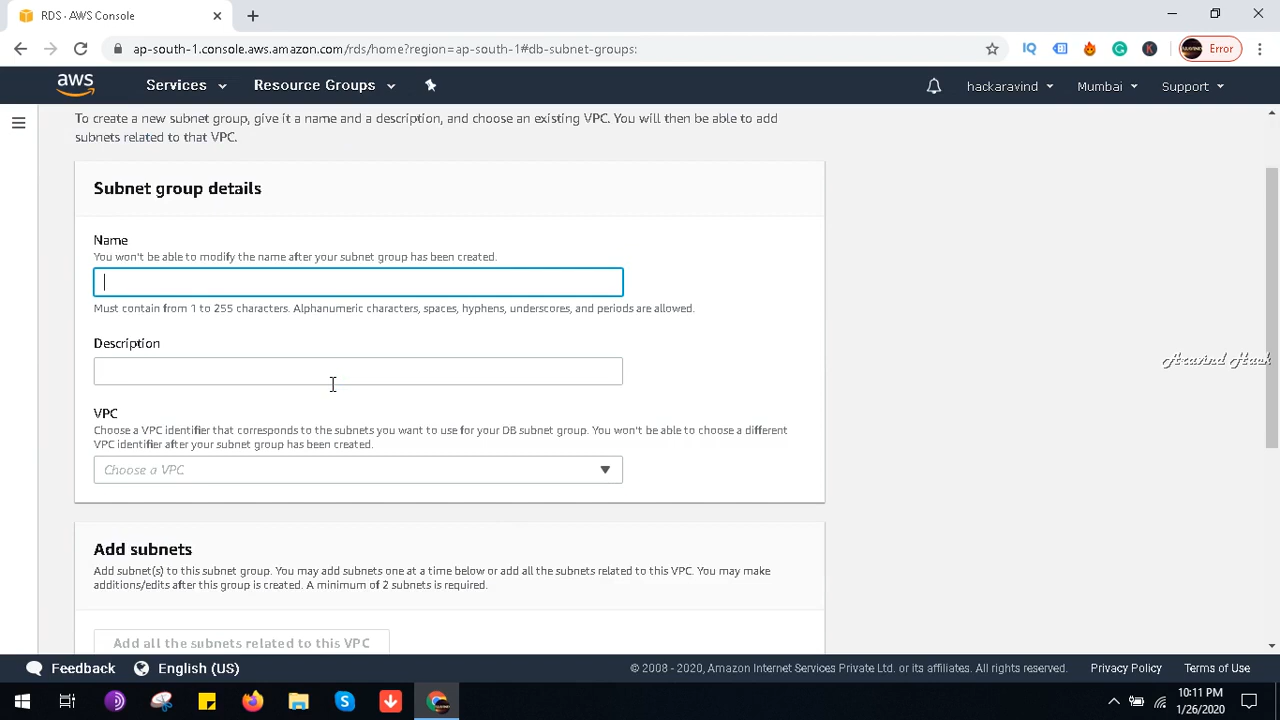 RDS · AWS Console
ap-south-1.console.aws.amazon.com/rds/home?region=ap-south-1#db-subnet-groups:
IQ
K
Error
aws
Services
Resource Groups
hackaravind
Mumbai
Support
To create a new subnet group, give it a name and a description, and choose an existing VPC. You will then be able to add
subnets related to that VPC.
Subnet group details
Name
You won't be able to modify the name after your subnet group has been created.
Must contain from 1 to 255 characters. Alphanumeric characters, spaces, hyphens, underscores, and periods are allowed.
Description
Aravind Hack
VPC
Choose a VPC identifier that corresponds to the subnets you want to use for your DB subnet group. You won't be able to choose a different
VPC identifier after your subnet group has been created.
Choose a VPC
Add subnets
Add subnet(s) to this subnet group. You may add subnets one at a time below or add all the subnets related to this VPC. You may make
additions/edits after this group is created. A minimum of 2 subnets is required.
Add all the subnets related to this VPC
Feedback
English (US)
© 2008 - 2020, Amazon Internet Services Private Ltd. or its affiliates. All rights reserved.
Privacy Policy
Terms of Use
10:11 PM
1/26/2020